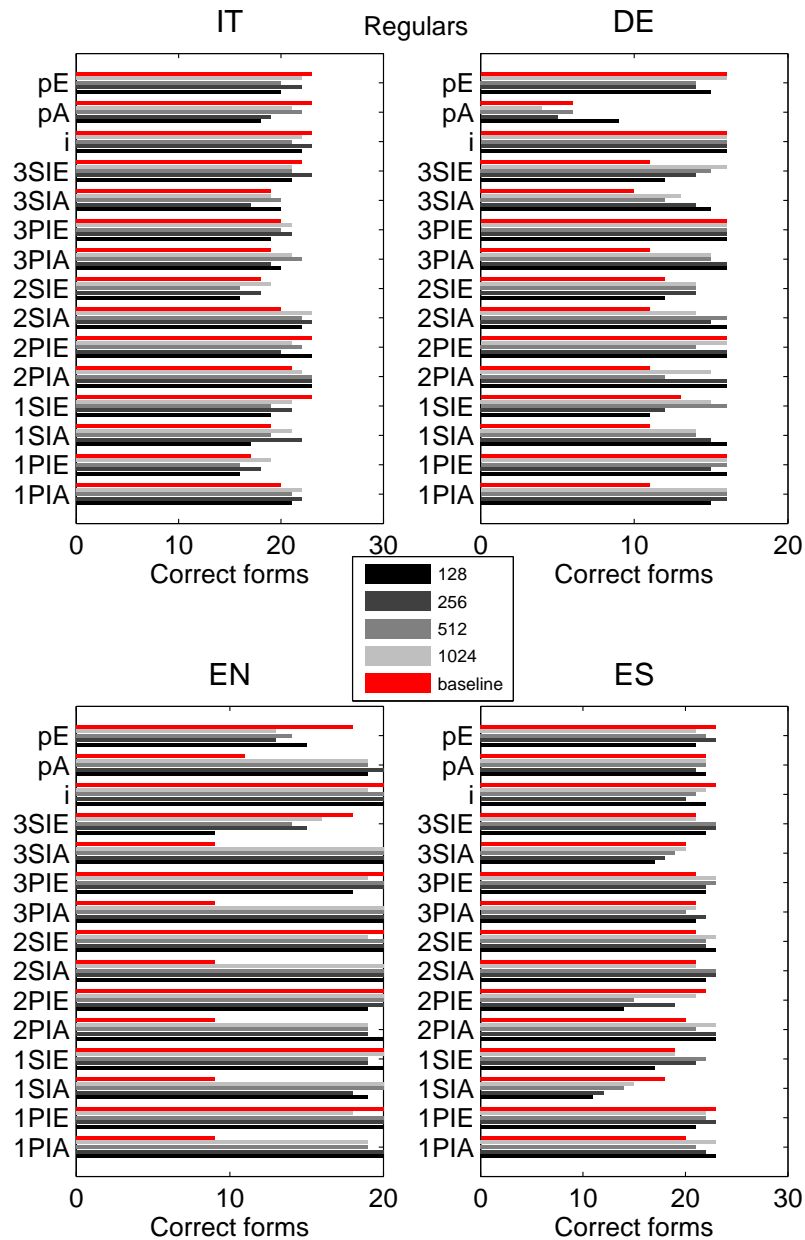 IT
Regulars
DE
pE
pA
i
3SIE
3SIA
3PIE
3PIA
2SIE
2SIA
2PIE
2PIA
1SIE
1SIA
1PIE
1PIA
0 10 20 30
Correct forms
pE
pA
i
3SIE
3SIA
3PIE
3PIA
2SIE
2SIA
2PIE
2PIA
1SIE
1SIA
1PIE
1PIA
0 10 20
Correct forms
128
256
512
1024
baseline
EN
pE
pA
i
3SIE
3SIA
3PIE
3PIA
2SIE
2SIA
2PIE
2PIA
1SIE
1SIA
1PIE
1PIA
0 10 20
Correct forms
ES
pE
pA
i
3SIE
3SIA
3PIE
3PIA
2SIE
2SIA
2PIE
2PIA
1SIE
1SIA
1PIE
1PIA
0 10 20 30
Correct forms